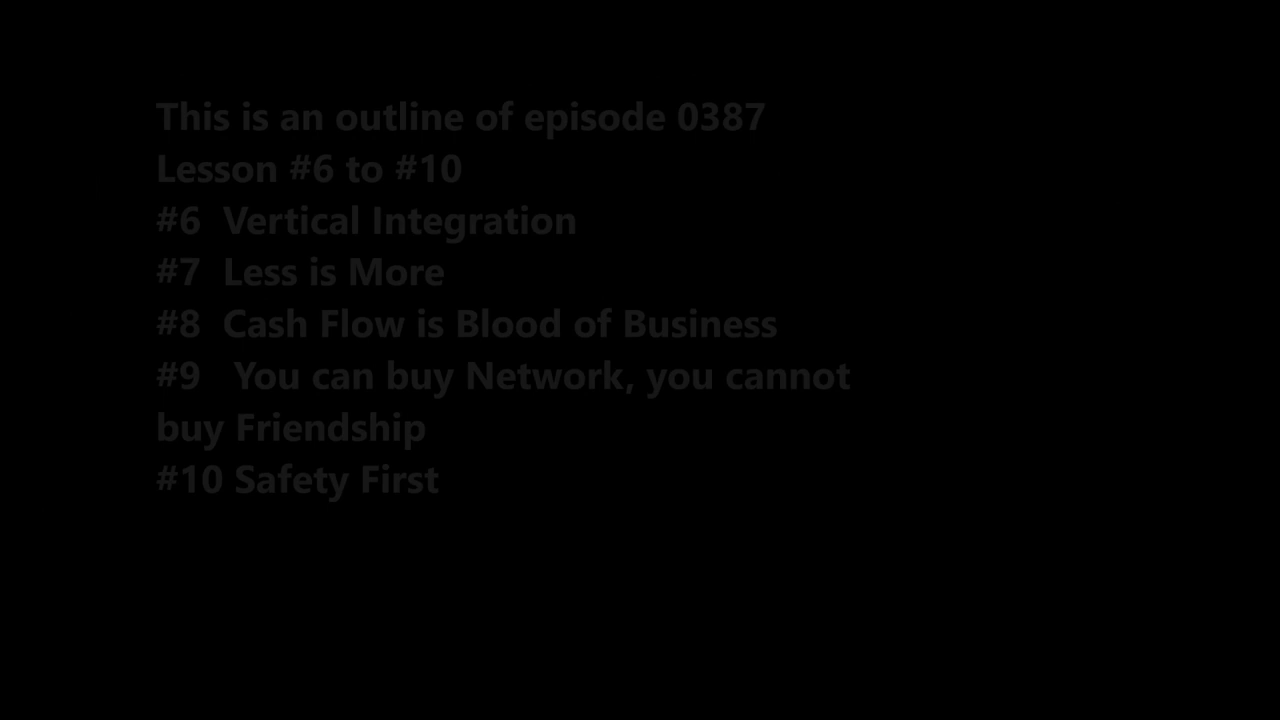 This is an outline of episode 0387
Lesson #6 to #10
#6  Vertical Integration
#7  Less is More
#8  Cash Flow is Blood of Business
#9   You can buy Network, you cannot
buy Friendship
#10 Safety First